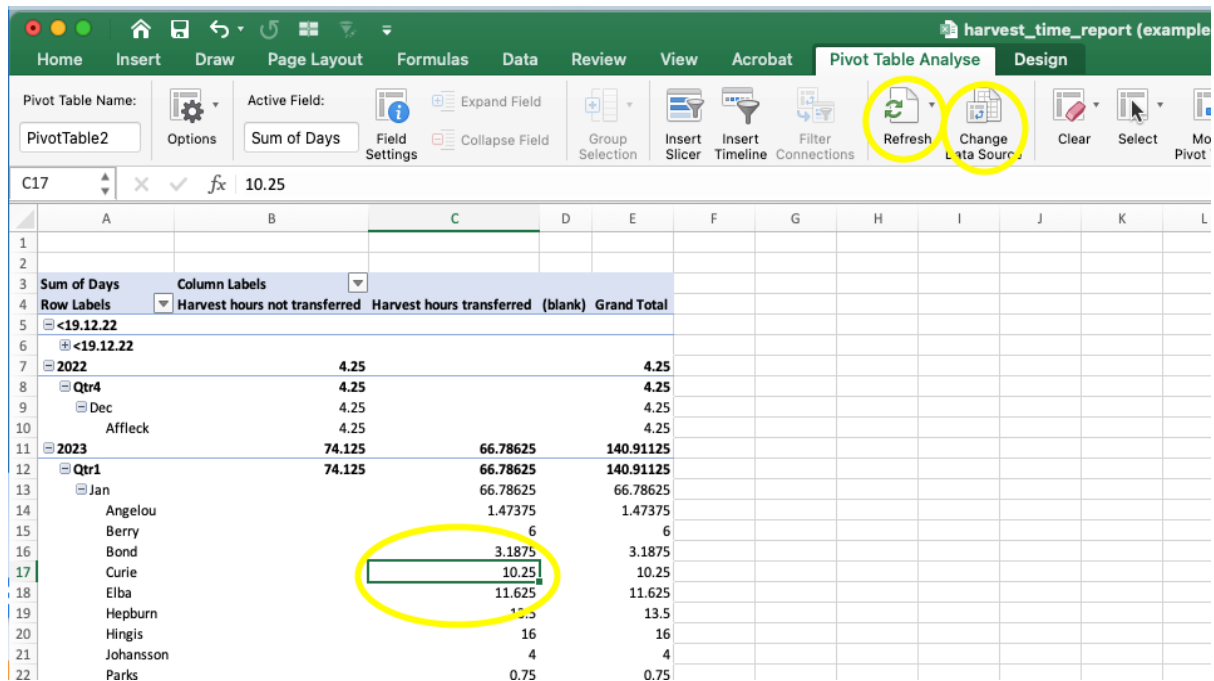 harvest_time_report (example
Home Insert Draw Page Layout Formulas Data Review View Acrobat Pivot Table Analyse Design
Pivot Table Name:
PivotTable2
Options
Active Field:
Sum of Days
Field
Settings
Expand Field
Collapse Field
Group
Selection
Insert
Slicer
Insert
Timeline
Filter
Connections
Refresh
Change
Data Source
Clear
Select
Mo
Pivot
C17 fx 10.25
A B C D E F G H I J K L
1
2
3 Sum of Days Column Labels
4 Row Labels Harvest hours not transferred Harvest hours transferred (blank) Grand Total
5 <19.12.22
6 <19.12.22
7 2022 4.25 4.25
8 Qtr4 4.25 4.25
9 Dec 4.25 4.25
10 Affleck 4.25 4.25
11 2023 74.125 66.78625 140.91125
12 Qtr1 74.125 66.78625 140.91125
13 Jan 66.78625 66.78625
14 Angelou 1.47375 1.47375
15 Berry 6 6
16 Bond 3.1875 3.1875
17 Curie 10.25 10.25
18 Elba 11.625 11.625
19 Hepburn 13.5 13.5
20 Hingis 16 16
21 Johansson 4 4
22 Parks 0.75 0.75